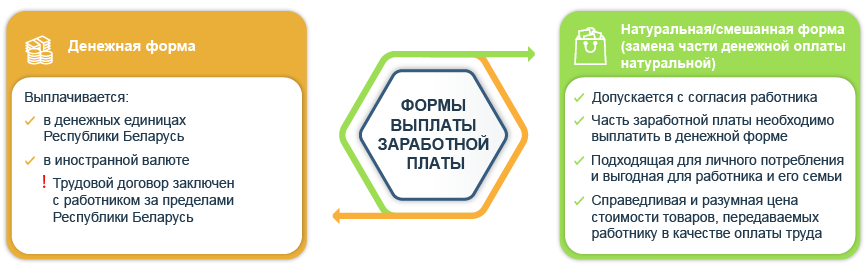 Денежная форма
Выплачивается:
в денежных единицах
Республики Беларусь
в иностранной валюте
! Трудовой договор заключен
с работником за пределами
Республики Беларусь
ФОРМЫ
ВЫПЛАТЫ
ЗАРАБОТНОЙ
ПЛАТЫ
Натуральная/смешанная форма
(замена части денежной оплаты
натуральной)
Допускается с согласия работника
Часть заработной платы необходимо
выплатить в денежной форме
Подходящая для личного потребления
и выгодная для работника и его семьи
Справедливая и разумная цена
стоимости товаров, передаваемых
работнику в качестве оплаты труда